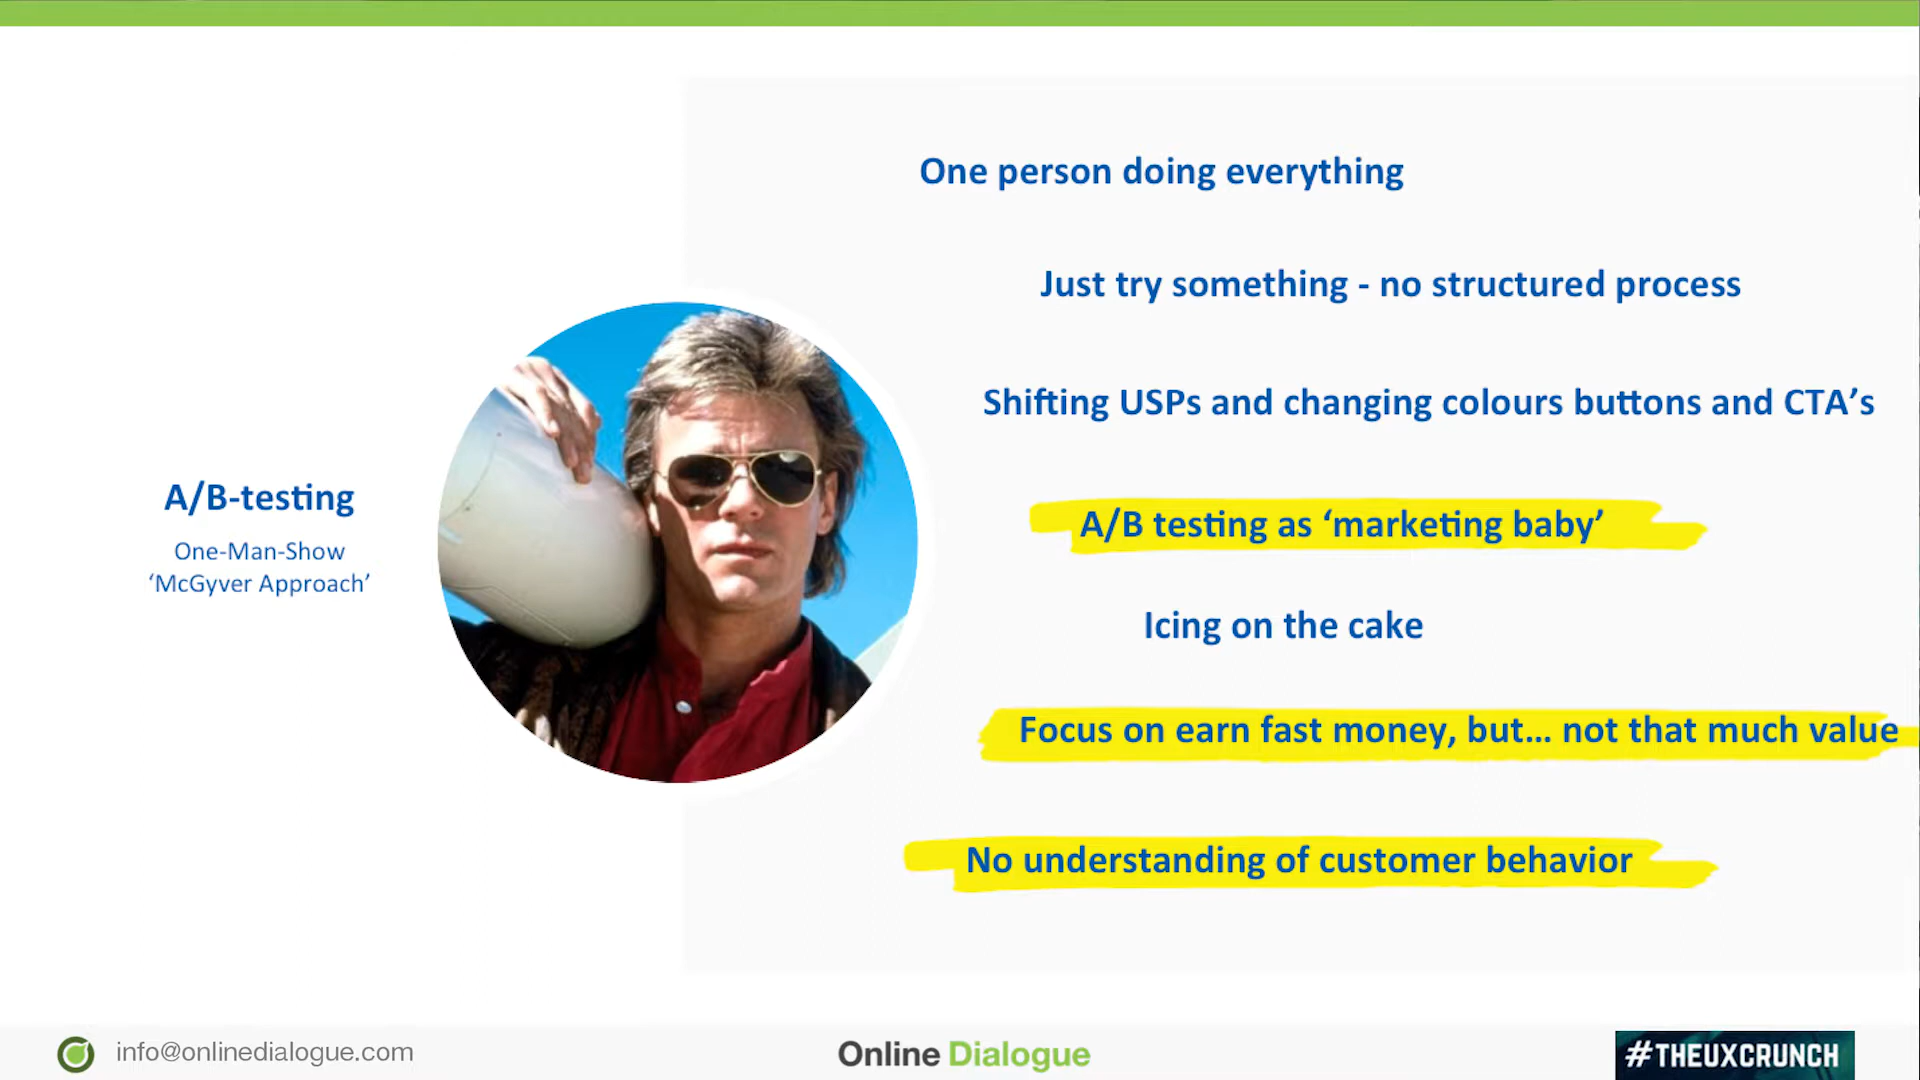 One person doing everything
Just try something - no structured process
Shifting USPs and changing colours buttons and CTA’s
A/B-testing
One-Man-Show
‘McGyver Approach’
A/B testing as ‘marketing baby’
Icing on the cake
Focus on earn fast money, but... not that much value
No understanding of customer behavior
info@onlinedialogue.com
Online Dialogue
#THEUXCRUNCH